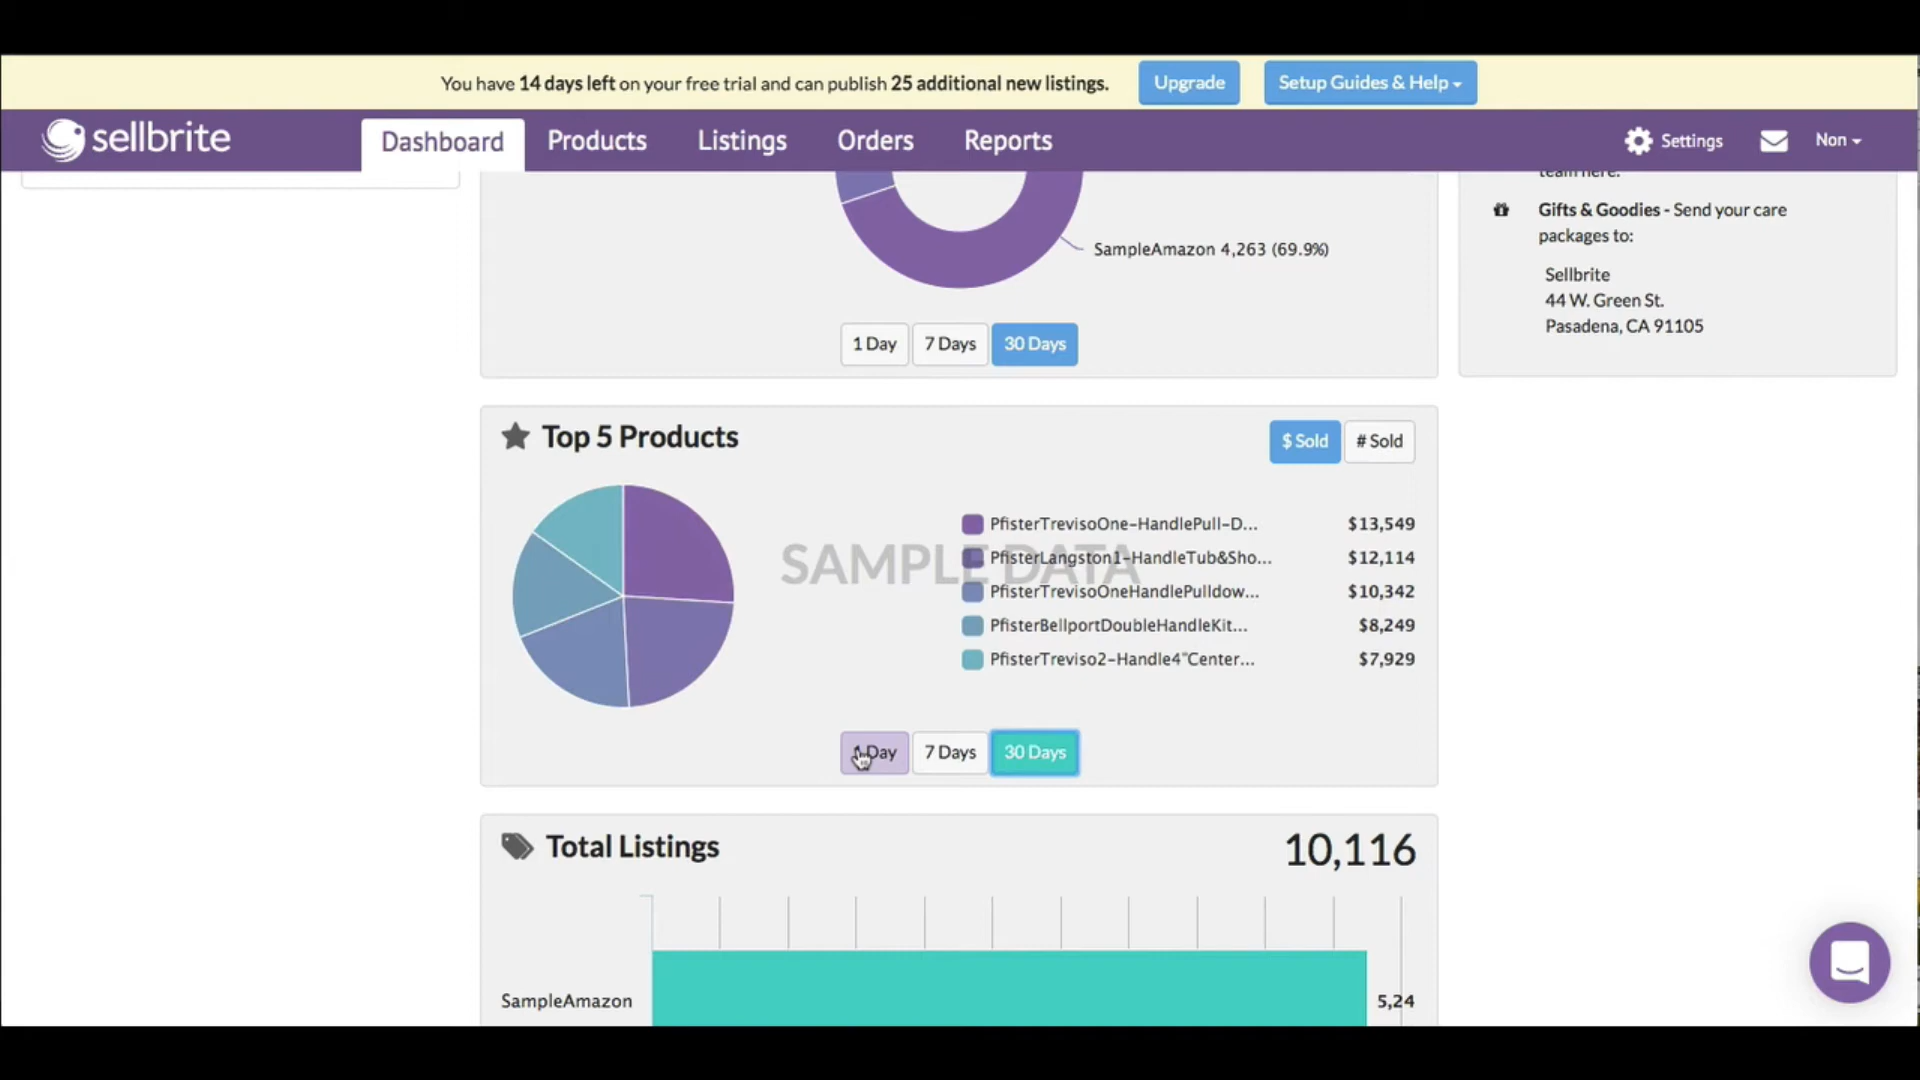 You have 14 days left on your free trial and can publish 25 additional new listings.
Upgrade
Setup Guides & Help
sellbrite
Dashboard
Products
Listings
Orders
Reports
Settings
Non
team here.
Gifts & Goodies - Send your care
packages to:
Sellbrite
44 W. Green St.
Pasadena, CA 91105
SampleAmazon 4,263 (69.9%)
1 Day
7 Days
30 Days
Top 5 Products
$ Sold
# Sold
SAMPLE DATA
PfisterTrevisoOne-HandlePull-D... $13,549
PfisterLangston1-HandleTub&Sho... $12,114
PfisterTrevisoOneHandlePulldow... $10,342
PfisterBellportDoubleHandleKit... $8,249
PfisterTreviso2-Handle4"Center... $7,929
1 Day
7 Days
30 Days
Total Listings
10,116
SampleAmazon
5,24